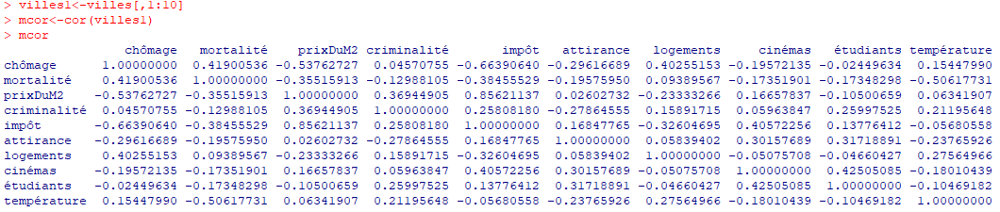 > villes1<-villes[,1:10]
> mcor<-cor(villes1)
> mcor
chômage mortalité prixDuM2 criminalité impôt attirance logements cinémas étudiants température
chômage 1.00000000 0.41900536 -0.53762727 0.04570755 -0.66390640 -0.29616689 0.40255153 -0.19572135 -0.02449634 0.15447990
mortalité 0.41900536 1.00000000 -0.35515913 -0.12988105 -0.38455529 -0.19575950 0.09389567 -0.17351901 -0.17348298 -0.50617731
prixDuM2 -0.53762727 -0.35515913 1.00000000 0.36944905 0.85621137 0.02602732 -0.23333266 0.16657837 -0.10500659 0.06341907
criminalité 0.04570755 -0.12988105 0.36944905 1.00000000 0.25808180 -0.27864555 0.15891715 0.05963847 0.25997525 0.21195648
impôt -0.66390640 -0.38455529 0.85621137 0.25808180 1.00000000 0.16847765 -0.32604695 0.40572256 0.13776412 -0.05680558
attirance -0.29616689 -0.19575950 0.02602732 -0.27864555 0.16847765 1.00000000 0.05839402 0.30157689 0.31718891 -0.23765926
logements 0.40255153 0.09389567 -0.23333266 0.15891715 -0.32604695 0.05839402 1.00000000 -0.05075708 -0.04660427 0.27564966
cinémas -0.19572135 -0.17351901 0.16657837 0.05963847 0.40572256 0.30157689 -0.05075708 1.00000000 0.42505085 -0.18010439
étudiants -0.02449634 -0.17348298 -0.10500659 0.25997525 0.13776412 0.31718891 -0.04660427 0.42505085 1.00000000 -0.10469182
température 0.15447990 -0.50617731 0.06341907 0.21195648 -0.05680558 -0.23765926 0.27564966 -0.18010439 -0.10469182 1.00000000